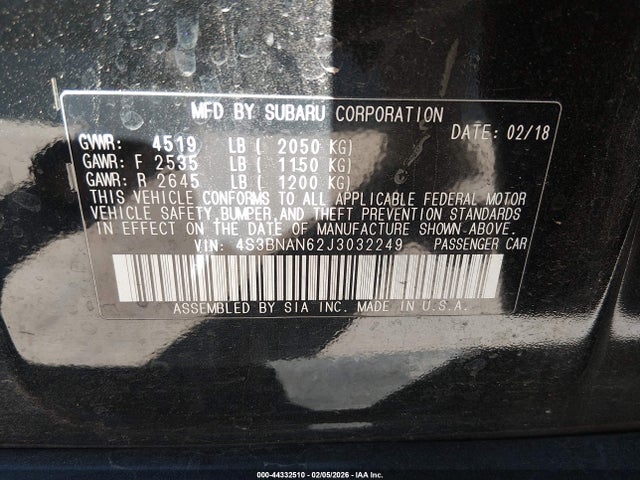 MFD BY SUBARU CORPORATION
DATE: 02/18
GVWR: 4519 LB ( 2050 KG)
GAWR: F 2535 LB ( 1150 KG)
GAWR: R 2645 LB ( 1200 KG)
THIS VEHICLE CONFORMS TO ALL APPLICABLE FEDERAL MOTOR
VEHICLE SAFETY, BUMPER, AND THEFT PREVENTION STANDARDS
IN EFFECT ON THE DATE OF MANUFACTURE SHOWN ABOVE.
VIN: 4S3BNAN62J3032249 PASSENGER CAR
ASSEMBLED BY SIA INC. MADE IN U.S.A.
000-44332510 - 02/05/2026 - IAA Inc.